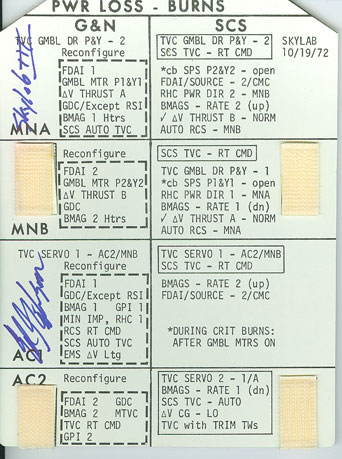 PWR LOSS - BURNS
G&N
TVC GMBL DR P&Y - 2
Reconfigure
FDAI 1
GMBL MTR P1&Y1
ΔV THRUST A
GDC/Except RSI
BMAG 1 Htrs
SCS AUTO TVC
MNA
SCS
TVC GMBL DR P&Y - 2
SCS TVC - RT CMD
SKYLAB
10/19/72
*cb SPS P2&Y2 - open
FDAI/SOURCE - 2/CMC
RHC PWR DIR 2 - MNA
BMAGS - RATE 2 (up)
✓ ΔV THRUST B - NORM
AUTO RCS - MNB
Reconfigure
FDAI 2
GMBL MTR P2&Y2
ΔV THRUST B
GDC
BMAG 2 Htrs
MNB
SCS TVC - RT CMD
TVC GMBL DR P&Y - 1
*cb SPS P1&Y1 - open
RHC PWR DIR 1 - MNA
BMAGS - RATE 1 (dn)
✓ ΔV THRUST A - NORM
AUTO RCS - MNA
TVC SERVO 1 - AC2/MNB
Reconfigure
FDAI 1
GDC/Except RSI
BMAG 1 GPI 1
MIN IMP, RHC 1
RCS RT CMD
SCS AUTO TVC
EMS ΔV Ltg
AC1
TVC SERVO 1 - AC2/MNB
SCS TVC - RT CMD
BMAGS - RATE 2 (up)
FDAI/SOURCE - 2/CMC
*DURING CRIT BURNS:
AFTER GMBL MTRS ON
AC2
Reconfigure
FDAI 2 GDC
BMAG 2 MTVC
TVC RT CMD
GPI 2
TVC SERVO 2 - 1/A
BMAGS - RATE 1 (dn)
SCS TVC - AUTO
ΔV CG - LO
TVC with TRIM TWs